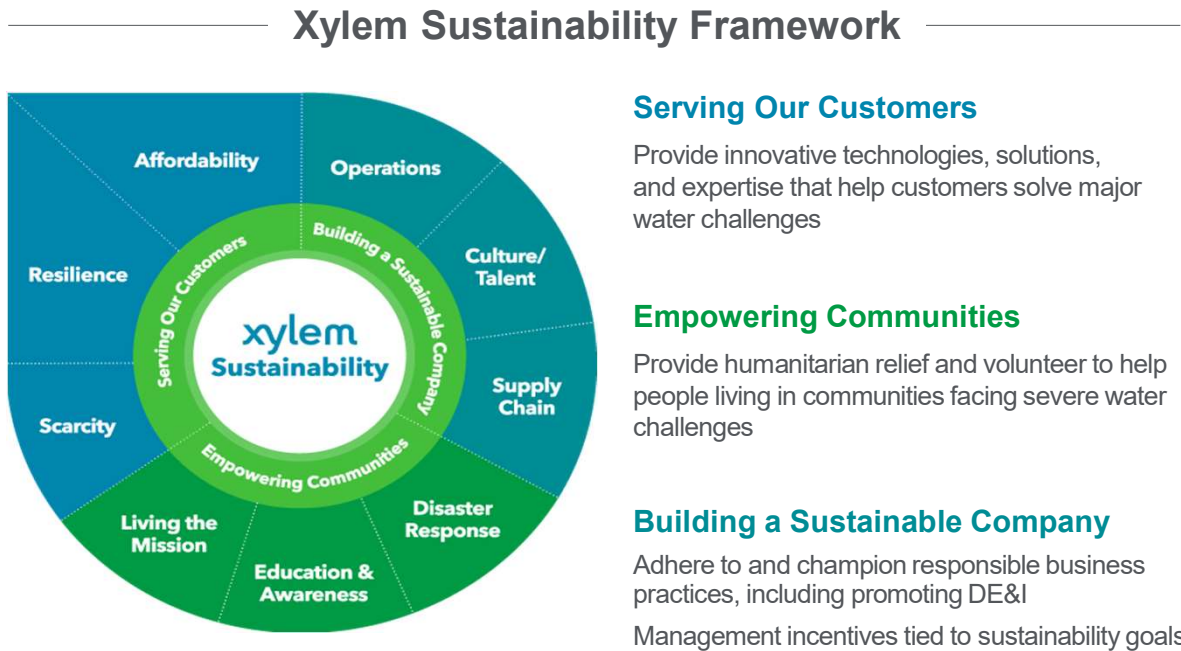 Xylem Sustainability Framework
Affordability
Operations
Resilience
Culture/
Talent
Scarcity
Supply
Chain
Living the
Mission
Education &
Awareness
Disaster
Response
Serving Our Customers
Building a Sustainable Company
Empowering Communities
xylem
Sustainability
Serving Our Customers
Provide innovative technologies, solutions,
and expertise that help customers solve major
water challenges
Empowering Communities
Provide humanitarian relief and volunteer to help
people living in communities facing severe water
challenges
Building a Sustainable Company
Adhere to and champion responsible business
practices, including promoting DE&I
Management incentives tied to sustainability goals